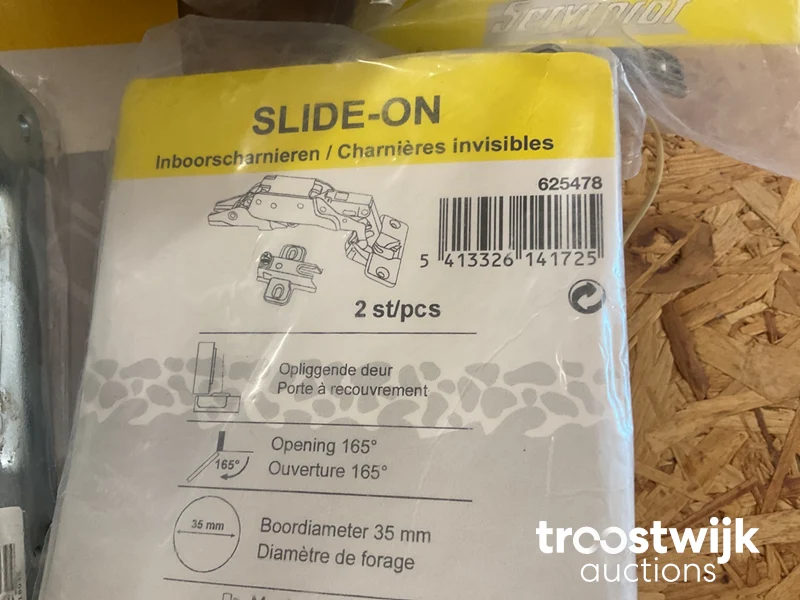 SLIDE-ON
Inboorscharnieren / Charnières invisibles
625478
5 413326 141725
2 st/pcs
Opliggende deur
Porte à recouvrement
165°
Opening 165°
Ouverture 165°
35 mm
Boordiameter 35 mm
Diamètre de forage
troostwijk
auctions